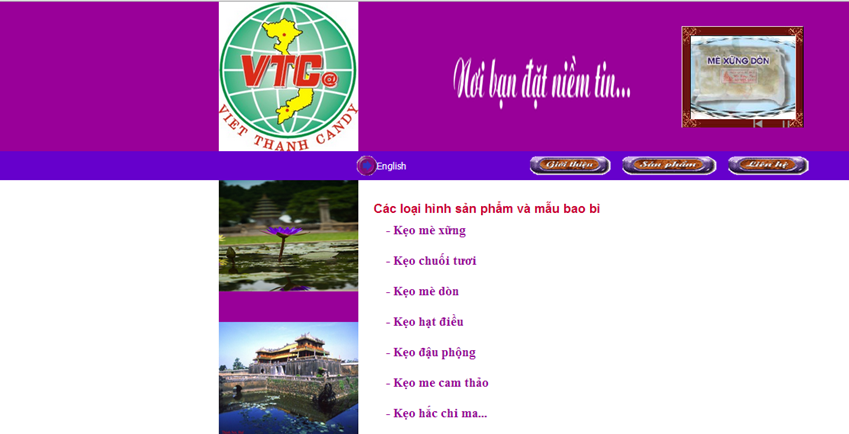 VTC@
VIET THANH CANDY
Nơi bạn đặt niềm tin...
MÈ XỬNG DÒN
English
Giới thiệu
Sản phẩm
Liên hệ
Các loại hình sản phẩm và mẫu bao bì
- Kẹo mè xửng
- Kẹo chuối tươi
- Kẹo mè dòn
- Kẹo hạt điều
- Kẹo đậu phộng
- Kẹo me cam thảo
- Kẹo hắc chi ma...